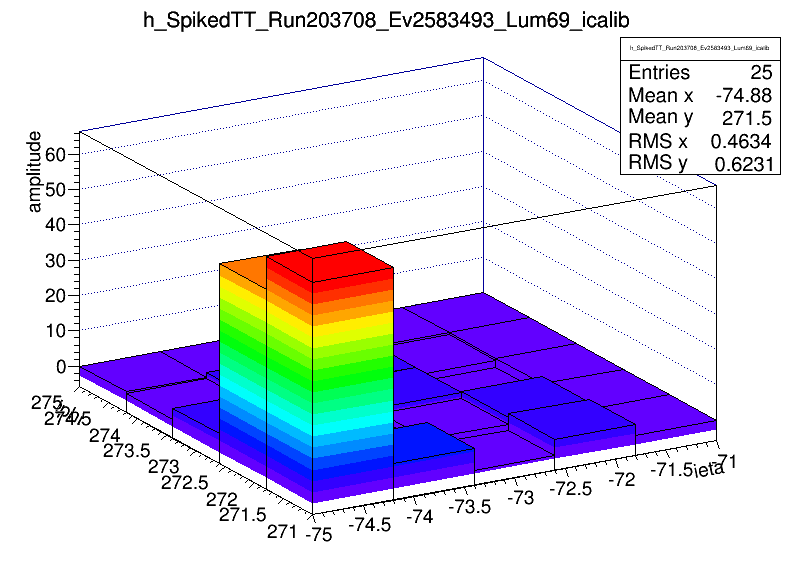 h_SpikedTT_Run203708_Ev2583493_Lum69_icalib
h_SpikedTT_Run203708_Ev2583493_Lum69_icalib
Entries 25
Mean x -74.88
Mean y 271.5
RMS x 0.4634
RMS y 0.6231
amplitude
60
50
40
30
20
10
0
275
274.5
274
273.5
273
272.5
272
271.5
271
-75
-74.5
-74
-73.5
-73
-72.5
-72
-71.5
ieta
-71